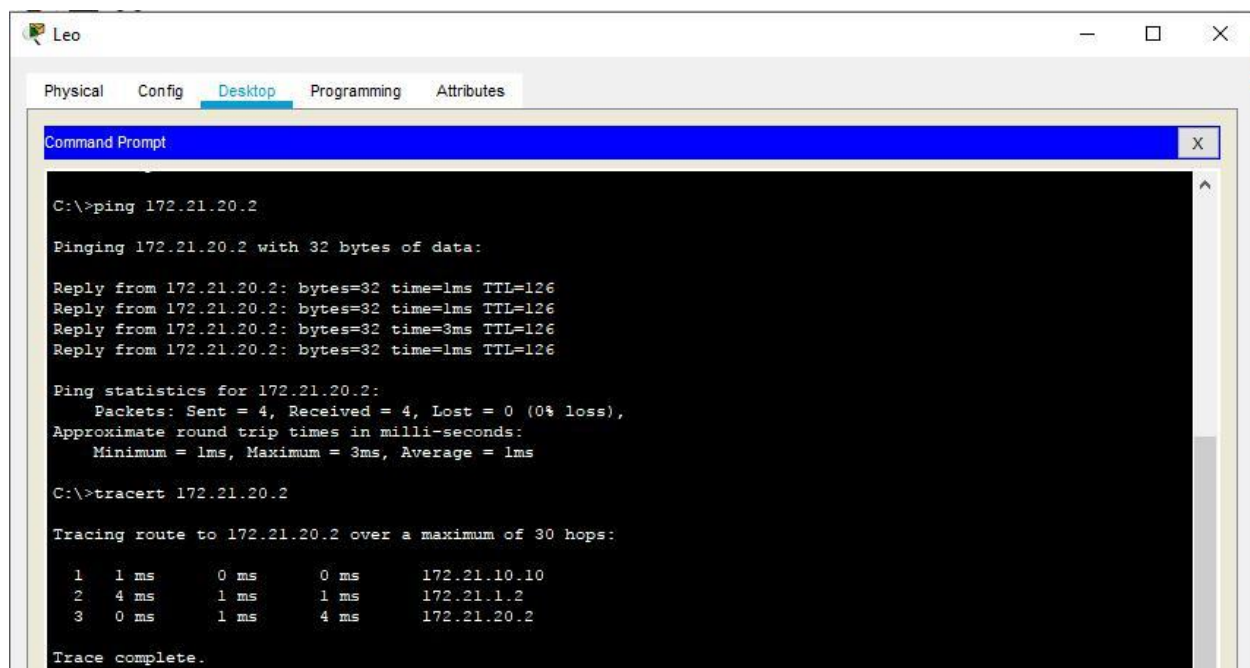 Leo
Physical Config Desktop Programming Attributes
Command Prompt X
C:\>ping 172.21.20.2
Pinging 172.21.20.2 with 32 bytes of data:
Reply from 172.21.20.2: bytes=32 time=1ms TTL=126
Reply from 172.21.20.2: bytes=32 time=1ms TTL=126
Reply from 172.21.20.2: bytes=32 time=3ms TTL=126
Reply from 172.21.20.2: bytes=32 time=1ms TTL=126
Ping statistics for 172.21.20.2:
Packets: Sent = 4, Received = 4, Lost = 0 (0% loss),
Approximate round trip times in milli-seconds:
Minimum = 1ms, Maximum = 3ms, Average = 1ms
C:\>tracert 172.21.20.2
Tracing route to 172.21.20.2 over a maximum of 30 hops:
1 1 ms 0 ms 0 ms 172.21.10.10
2 4 ms 1 ms 1 ms 172.21.1.2
3 0 ms 1 ms 4 ms 172.21.20.2
Trace complete.